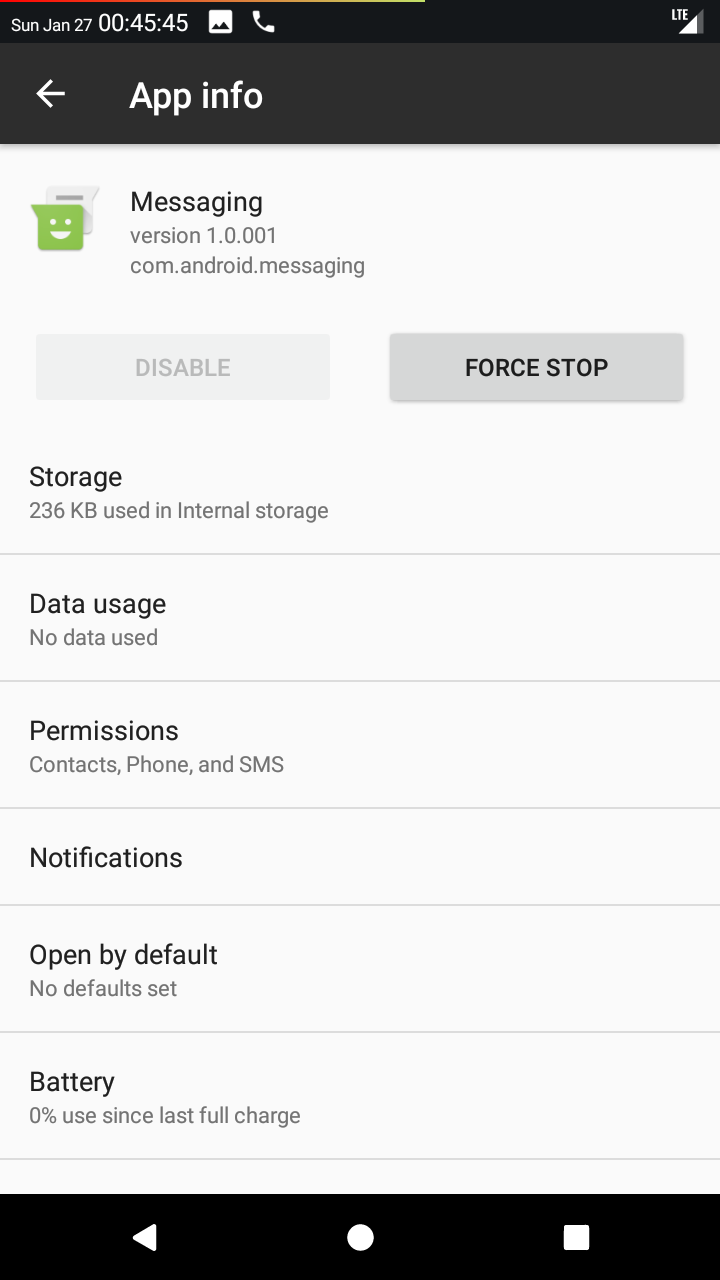 Sun Jan 27 00:45:45
LTE
App info
Messaging
version 1.0.001
com.android.messaging
DISABLE
FORCE STOP
Storage
236 KB used in Internal storage
Data usage
No data used
Permissions
Contacts, Phone, and SMS
Notifications
Open by default
No defaults set
Battery
0% use since last full charge